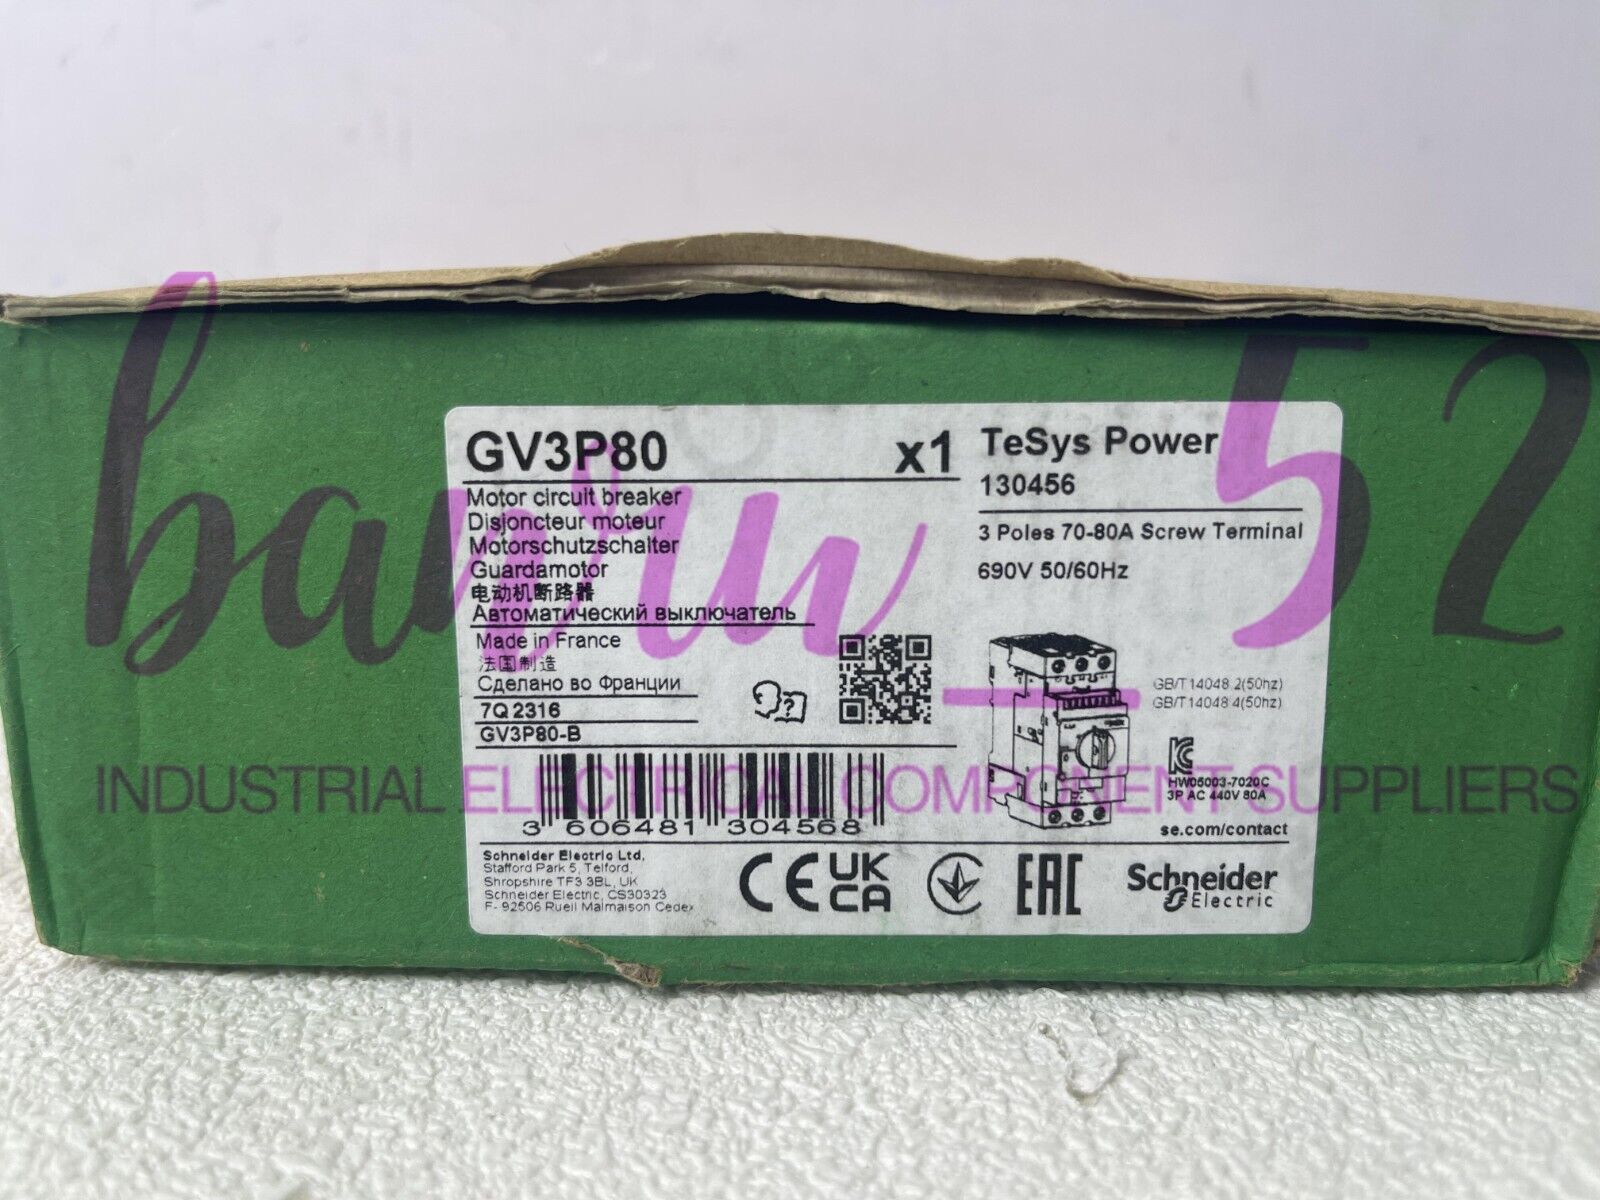 GV3P80
x1
Motor circuit breaker
Disjoncteur moteur
Motorschutzschalter
Guardamotor
电动机断路器
Автоматический выключатель
Made in France
法国制造
Сделано во Франции
7Q 2316
GV3P80-B
3 606481 304568
TeSys Power
130456
3 Poles 70-80A Screw Terminal
690V 50/60Hz
GB/T 14048.2(50hz)
GB/T 14048.4(50hz)
HW05003-7020C
3P AC 440V 80A
se.com/contact
Schneider Electric Ltd.
Stafford Park 5, Telford,
Shropshire TF3 3BL, UK
Schneider Electric, CS30323
F- 92506 Rueil Malmaison Cedex
CE
UK
CA
EAC
Schneider
Electric
_52
INDUSTRIAL ELECTRICAL COMPONENT SUPPLIERS